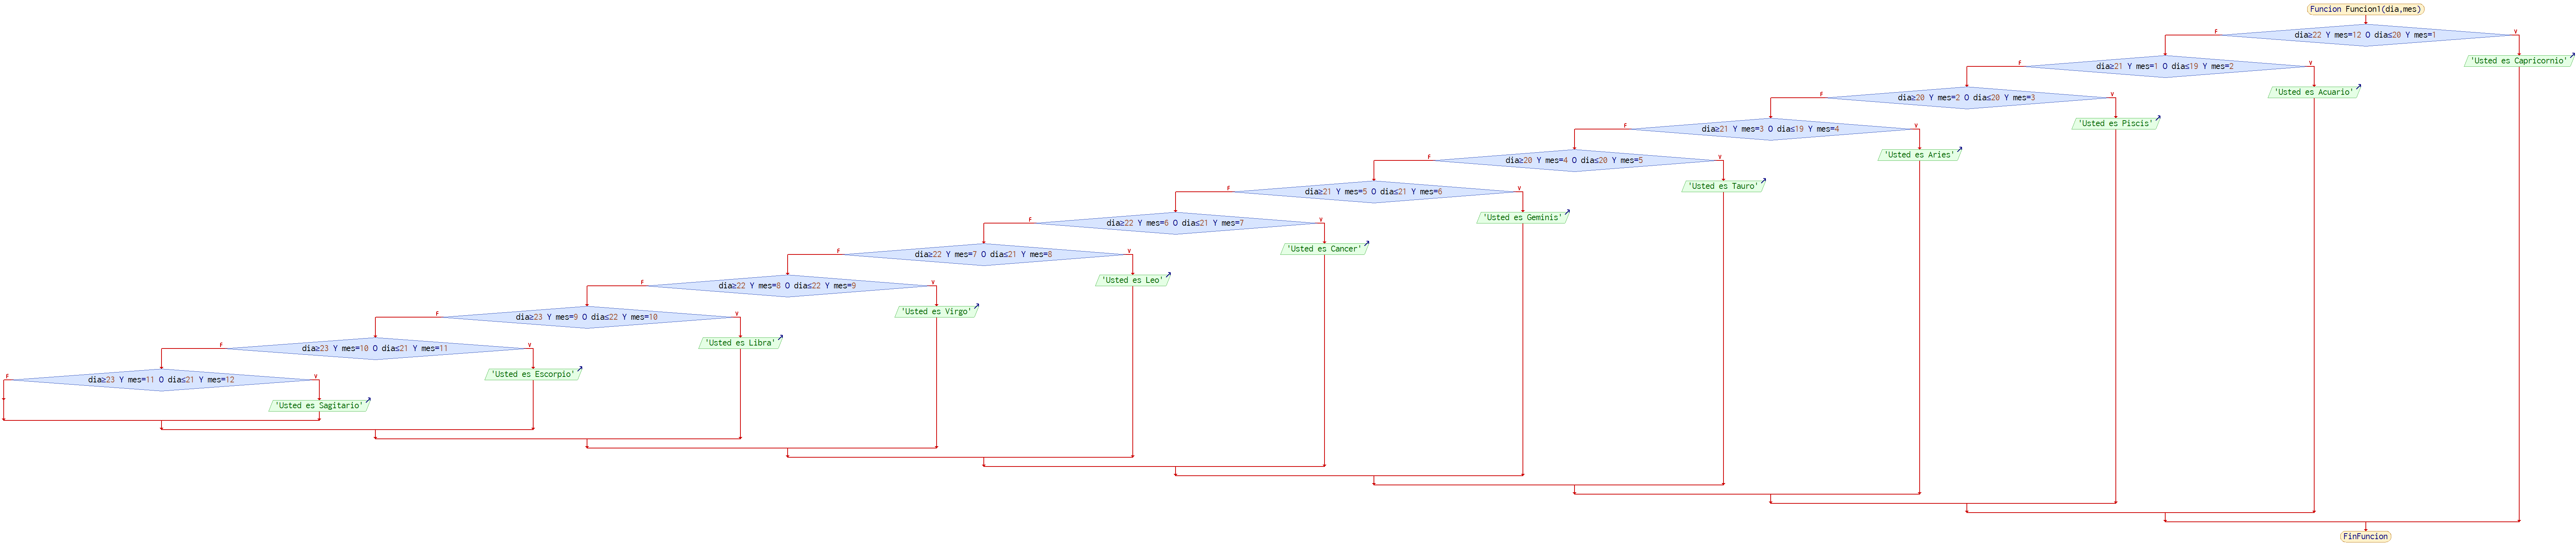 Funcion Funcion1(dia,mes)
dia≥22 Y mes=12 O dia≤20 Y mes=1
F
V
'Usted es Capricornio'
dia≥21 Y mes=1 O dia≤19 Y mes=2
F
V
'Usted es Acuario'
dia≥20 Y mes=2 O dia≤20 Y mes=3
F
V
'Usted es Piscis'
dia≥21 Y mes=3 O dia≤19 Y mes=4
F
V
'Usted es Aries'
dia≥20 Y mes=4 O dia≤20 Y mes=5
F
V
'Usted es Tauro'
dia≥21 Y mes=5 O dia≤21 Y mes=6
F
V
'Usted es Geminis'
dia≥22 Y mes=6 O dia≤21 Y mes=7
F
V
'Usted es Cancer'
dia≥22 Y mes=7 O dia≤21 Y mes=8
F
V
'Usted es Leo'
dia≥22 Y mes=8 O dia≤22 Y mes=9
F
V
'Usted es Virgo'
dia≥23 Y mes=9 O dia≤22 Y mes=10
F
V
'Usted es Libra'
dia≥23 Y mes=10 O dia≤21 Y mes=11
F
V
'Usted es Escorpio'
dia≥23 Y mes=11 O dia≤21 Y mes=12
F
V
'Usted es Sagitario'
FinFuncion